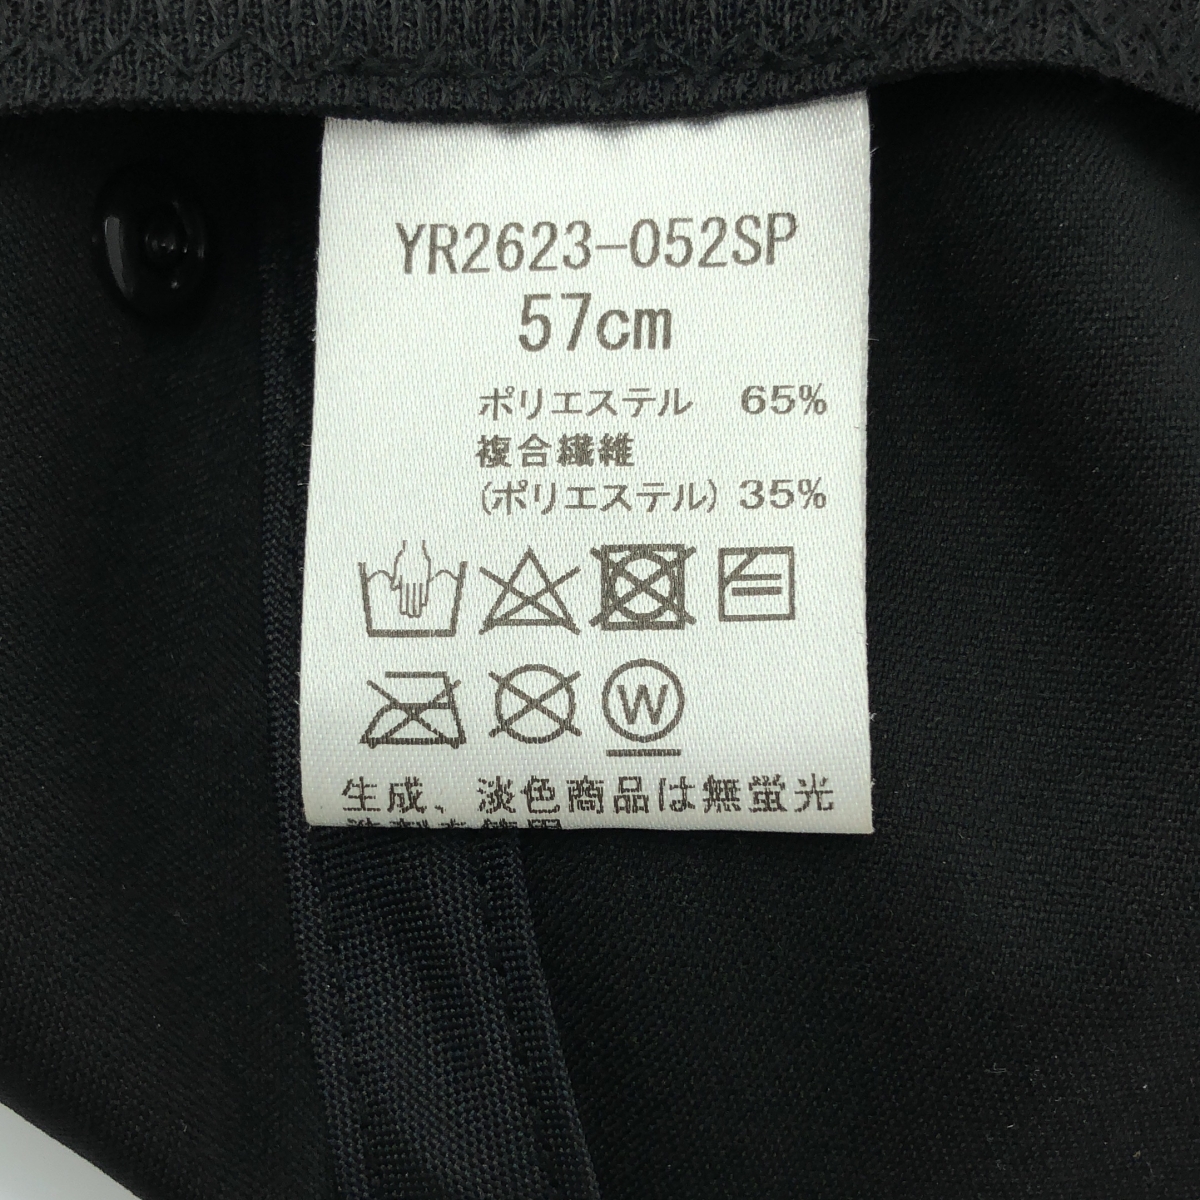 YR2623-052SP
57cm
ポリエステル 65%
複合繊維
(ポリエステル) 35%
W
生成、淡色商品は無蛍光